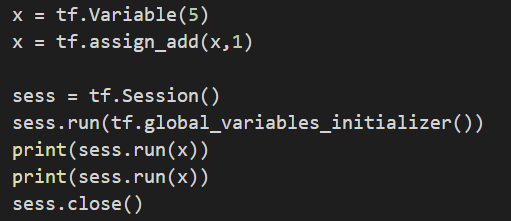 x = tf.Variable(5)
x = tf.assign_add(x,1)

sess = tf.Session()
sess.run(tf.global_variables_initializer())
print(sess.run(x))
print(sess.run(x))
sess.close()